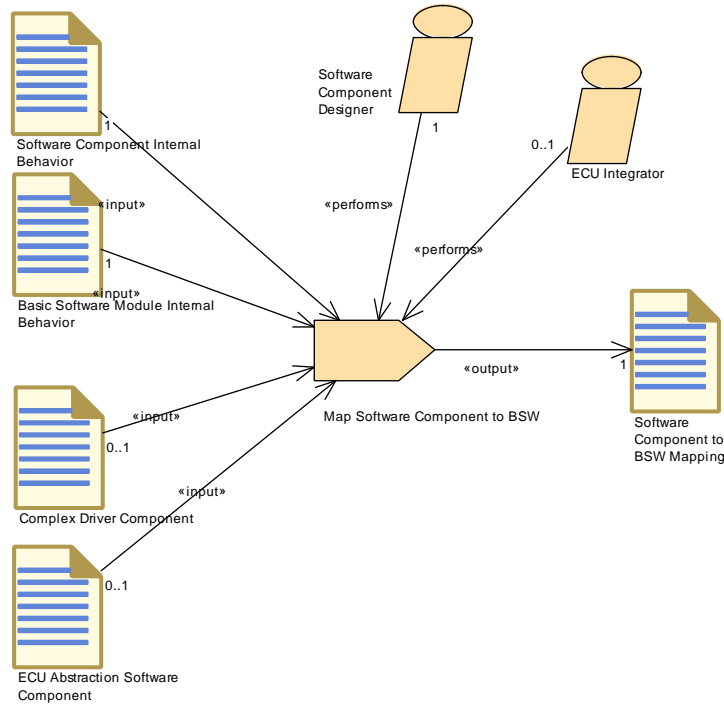 Software
Component
Designer
1
0..1
ECU Integrator
1
Software Component Internal
Behavior
«input»
«performs»
«performs»
1
«input»
Basic Software Module Internal
Behavior
«output»
1
Map Software Component to BSW
Software
Component to
BSW Mapping
«input»
0..1
«input»
Complex Driver Component
0..1
ECU Abstraction Software
Component